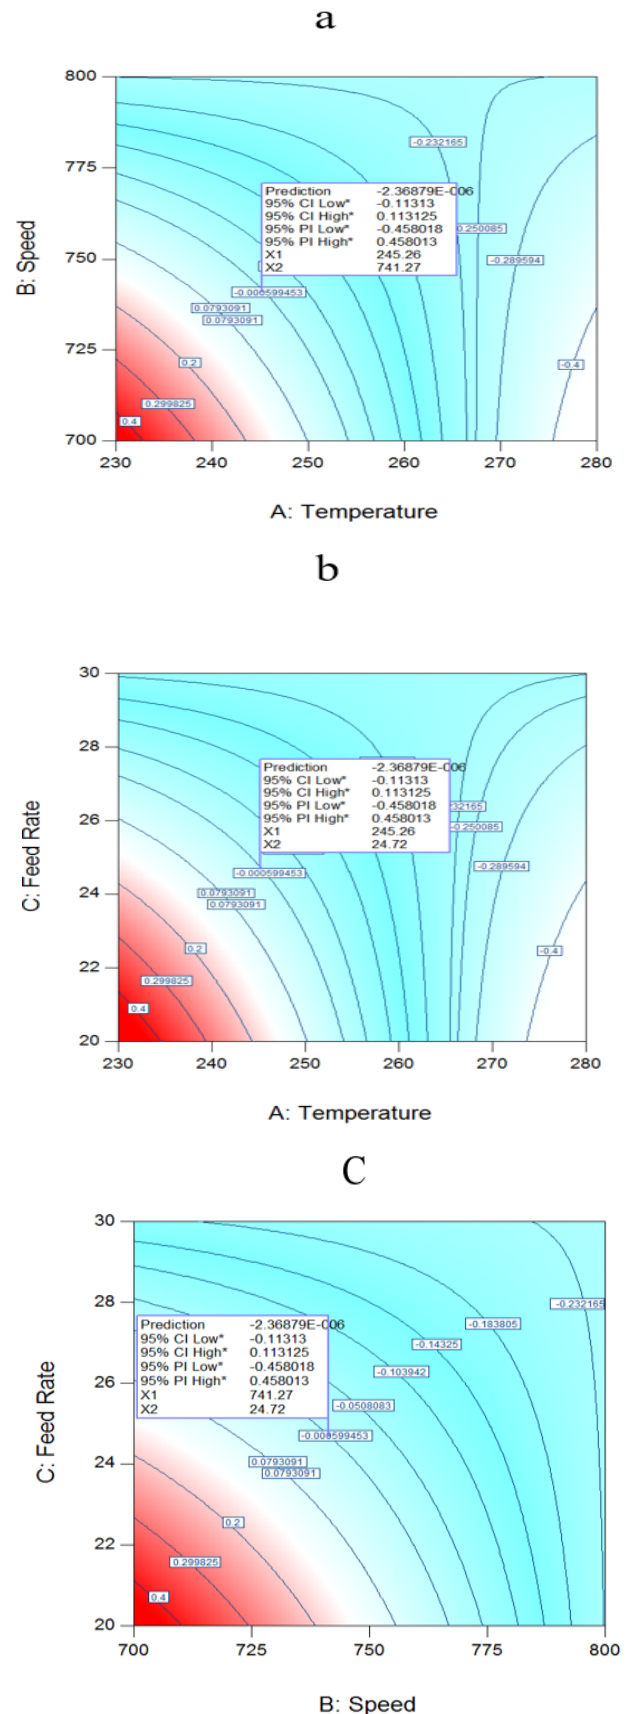 a
800
775
750
725
700
B: Speed
-0.232165
Prediction -2.36879E-006
95% CI Low* -0.11313
95% CI High* 0.113125
95% PI Low* -0.458018
95% PI High* 0.458013
X1 245.26
X2 741.27
0.250085
-0.289594
-0.000599453
0.0793091
0.0793091
0.2
-0.4
0.299825
0.4
230 240 250 260 270 280
A: Temperature
b
30
28
26
24
22
20
C: Feed Rate
Prediction -2.36879E-006
95% CI Low* -0.11313
95% CI High* 0.113125
95% PI Low* -0.458018
95% PI High* 0.458013
X1 245.26
X2 24.72
232165
-0.250085
-0.289594
-0.000599453
0.0793091
0.0793091
0.2
-0.4
0.299825
0.4
230 240 250 260 270 280
A: Temperature
C
30
28
26
24
22
20
C: Feed Rate
-0.232165
Prediction -2.36879E-006
95% CI Low* -0.11313
95% CI High* 0.113125
95% PI Low* -0.458018
95% PI High* 0.458013
X1 741.27
X2 24.72
-0.183805
-0.14325
-0.103942
-0.0508083
-0.000599453
0.0793091
0.0793091
0.2
0.299825
0.4
700 725 750 775 800
B: Speed